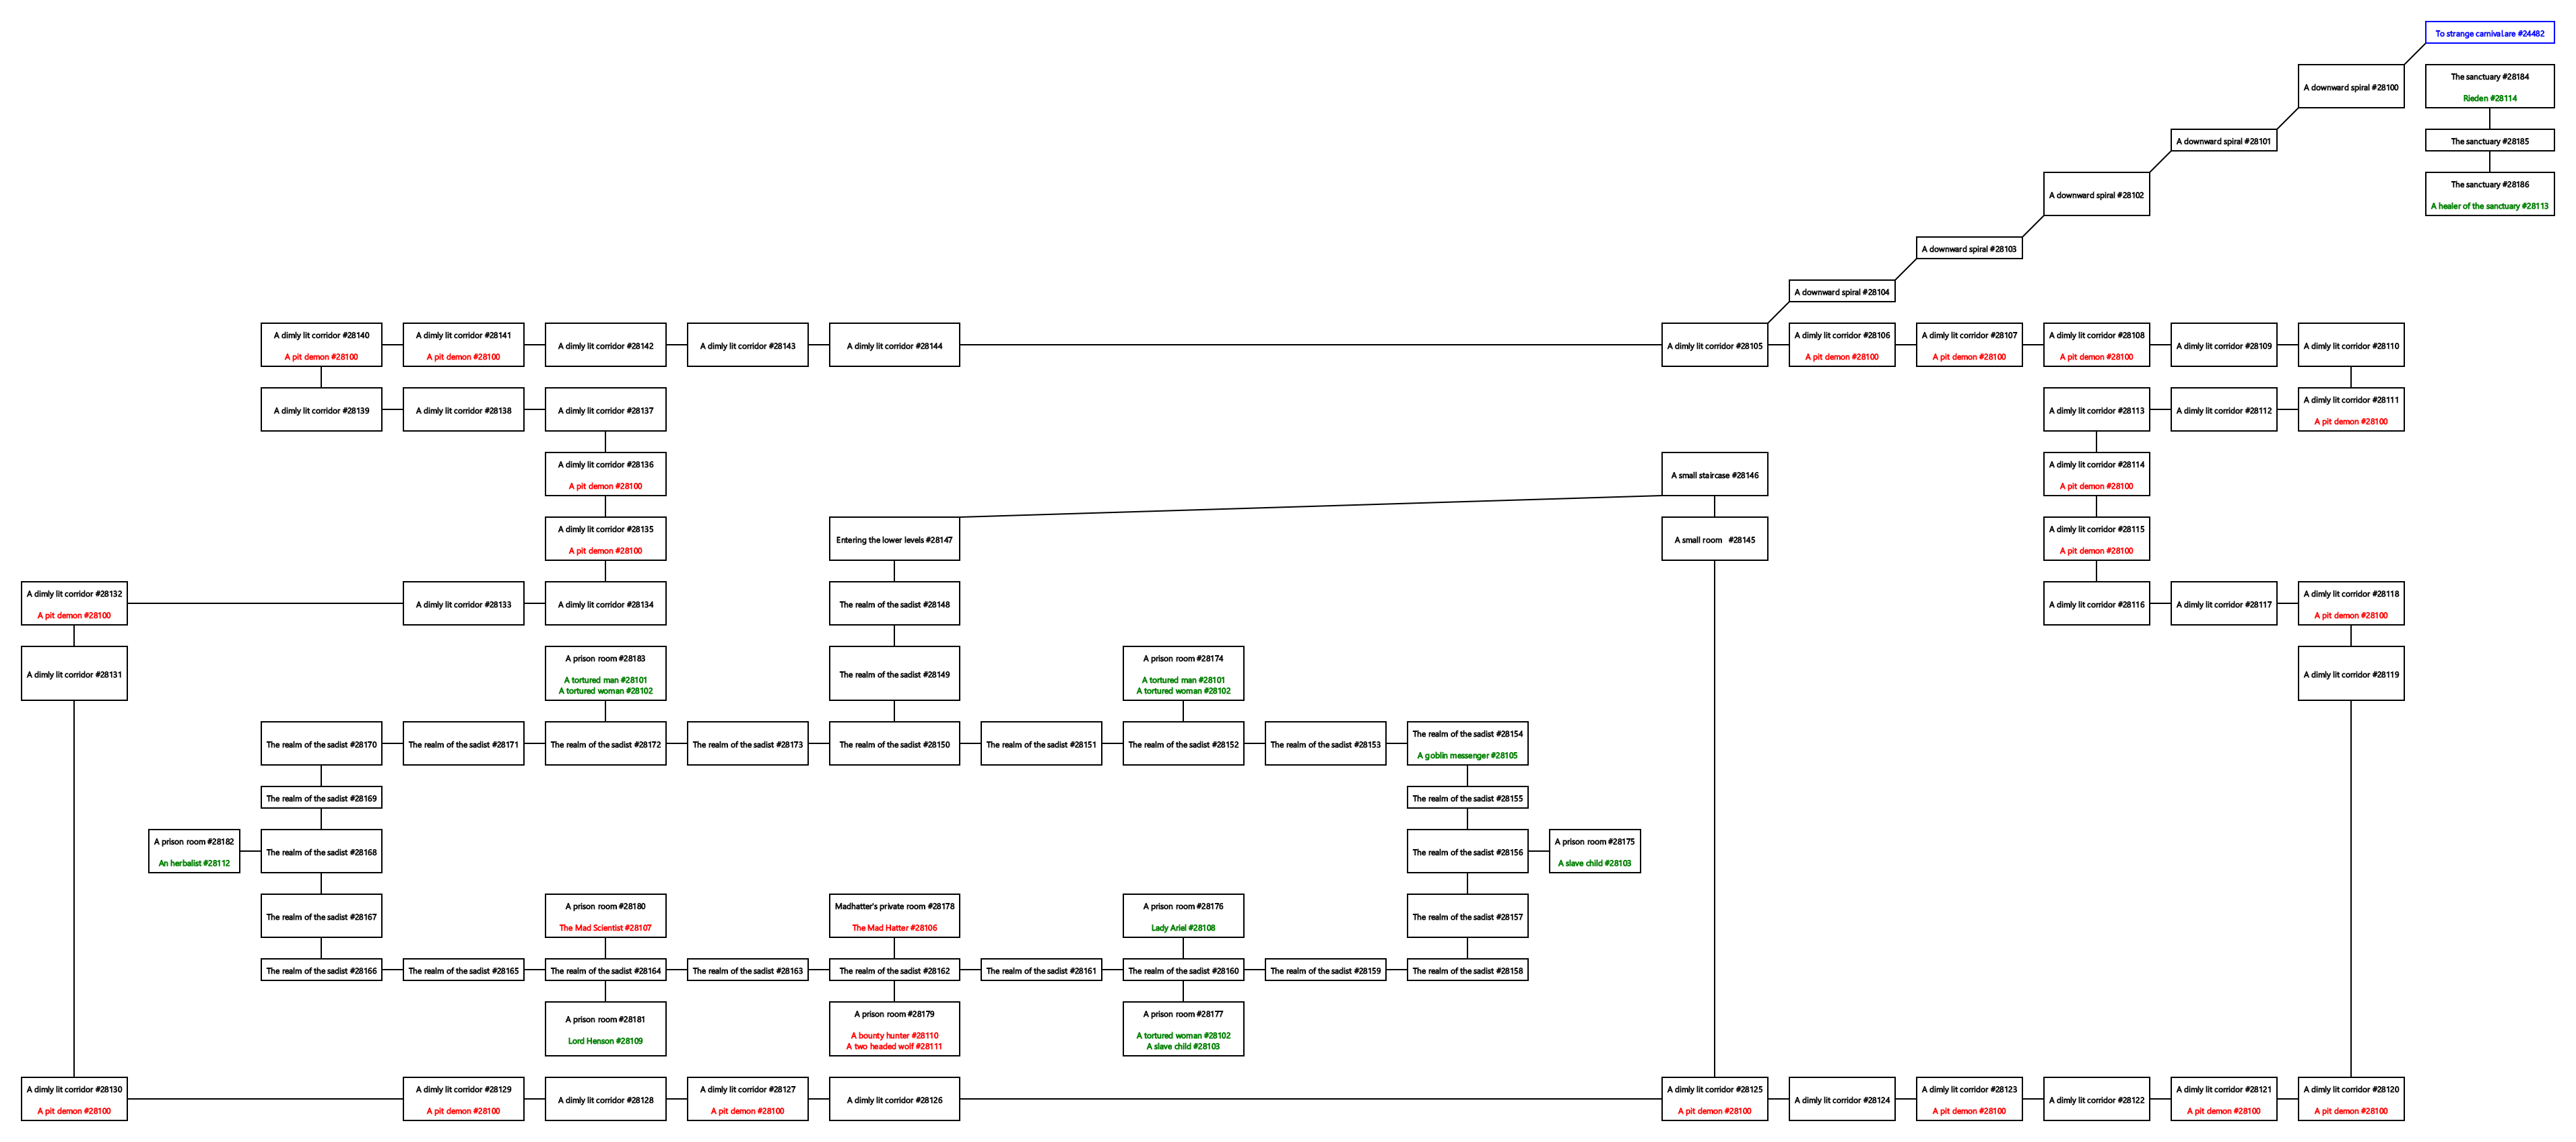 To strange carnival.are #24482
A downward spiral #28100
The sanctuary #28184
Rieden #28114
A downward spiral #28101
The sanctuary #28185
A downward spiral #28102
The sanctuary #28186
A healer of the sanctuary #28113
A downward spiral #28103
A downward spiral #28104
A dimly lit corridor #28140
A pit demon #28100
A dimly lit corridor #28141
A pit demon #28100
A dimly lit corridor #28142
A dimly lit corridor #28143
A dimly lit corridor #28144
A dimly lit corridor #28105
A dimly lit corridor #28106
A pit demon #28100
A dimly lit corridor #28107
A pit demon #28100
A dimly lit corridor #28108
A pit demon #28100
A dimly lit corridor #28109
A dimly lit corridor #28110
A dimly lit corridor #28139
A dimly lit corridor #28138
A dimly lit corridor #28137
A dimly lit corridor #28113
A dimly lit corridor #28112
A dimly lit corridor #28111
A pit demon #28100
A dimly lit corridor #28136
A pit demon #28100
A small staircase #28146
A dimly lit corridor #28114
A pit demon #28100
A dimly lit corridor #28135
A pit demon #28100
Entering the lower levels #28147
A small room #28145
A dimly lit corridor #28115
A pit demon #28100
A dimly lit corridor #28132
A pit demon #28100
A dimly lit corridor #28133
A dimly lit corridor #28134
The realm of the sadist #28148
A dimly lit corridor #28116
A dimly lit corridor #28117
A dimly lit corridor #28118
A pit demon #28100
A dimly lit corridor #28131
A prison room #28183
A tortured man #28101
A tortured woman #28102
The realm of the sadist #28149
A prison room #28174
A tortured man #28101
A tortured woman #28102
A dimly lit corridor #28119
The realm of the sadist #28170
The realm of the sadist #28171
The realm of the sadist #28172
The realm of the sadist #28173
The realm of the sadist #28150
The realm of the sadist #28151
The realm of the sadist #28152
The realm of the sadist #28153
The realm of the sadist #28154
A goblin messenger #28105
The realm of the sadist #28169
The realm of the sadist #28155
A prison room #28182
An herbalist #28112
The realm of the sadist #28168
The realm of the sadist #28156
A prison room #28175
A slave child #28103
The realm of the sadist #28167
A prison room #28180
The Mad Scientist #28107
Madhatter's private room #28178
The Mad Hatter #28106
A prison room #28176
Lady Ariel #28108
The realm of the sadist #28157
The realm of the sadist #28166
The realm of the sadist #28165
The realm of the sadist #28164
The realm of the sadist #28163
The realm of the sadist #28162
The realm of the sadist #28161
The realm of the sadist #28160
The realm of the sadist #28159
The realm of the sadist #28158
A prison room #28181
Lord Henson #28109
A prison room #28179
A bounty hunter #28110
A two headed wolf #28111
A prison room #28177
A tortured woman #28102
A slave child #28103
A dimly lit corridor #28130
A pit demon #28100
A dimly lit corridor #28129
A pit demon #28100
A dimly lit corridor #28128
A dimly lit corridor #28127
A pit demon #28100
A dimly lit corridor #28126
A dimly lit corridor #28125
A pit demon #28100
A dimly lit corridor #28124
A dimly lit corridor #28123
A pit demon #28100
A dimly lit corridor #28122
A dimly lit corridor #28121
A pit demon #28100
A dimly lit corridor #28120
A pit demon #28100